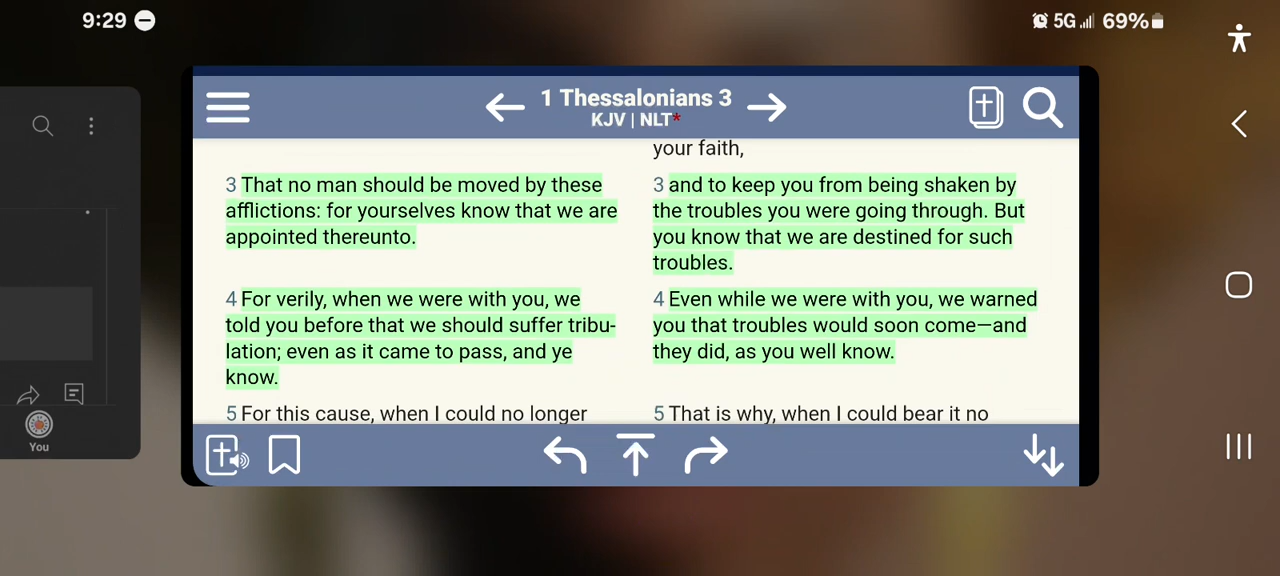 9:29
5G 69%
1 Thessalonians 3
KJV | NLT*
your faith,
3 That no man should be moved by these
afflictions: for yourselves know that we are
appointed thereunto.
4 For verily, when we were with you, we
told you before that we should suffer tribu-
lation; even as it came to pass, and ye
know.
5 For this cause, when I could no longer
3 and to keep you from being shaken by
the troubles you were going through. But
you know that we are destined for such
troubles.
4 Even while we were with you, we warned
you that troubles would soon come—and
they did, as you well know.
5 That is why, when I could bear it no
You